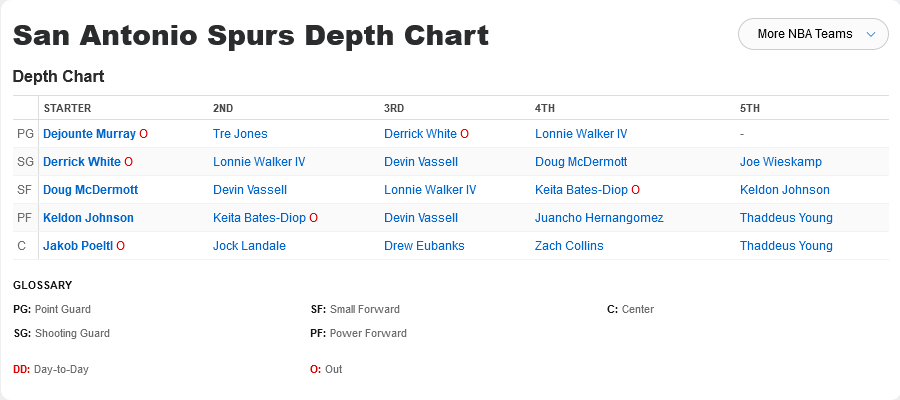 San Antonio Spurs Depth Chart
More NBA Teams
Depth Chart
STARTER 2ND 3RD 4TH 5TH
PG Dejounte Murray O Tre Jones Derrick White O Lonnie Walker IV -
SG Derrick White O Lonnie Walker IV Devin Vassell Doug McDermott Joe Wieskamp
SF Doug McDermott Devin Vassell Lonnie Walker IV Keita Bates-Diop O Keldon Johnson
PF Keldon Johnson Keita Bates-Diop O Devin Vassell Juancho Hernangomez Thaddeus Young
C Jakob Poeltl O Jock Landale Drew Eubanks Zach Collins Thaddeus Young
GLOSSARY
PG: Point Guard SF: Small Forward C: Center
SG: Shooting Guard PF: Power Forward
DD: Day-to-Day O: Out